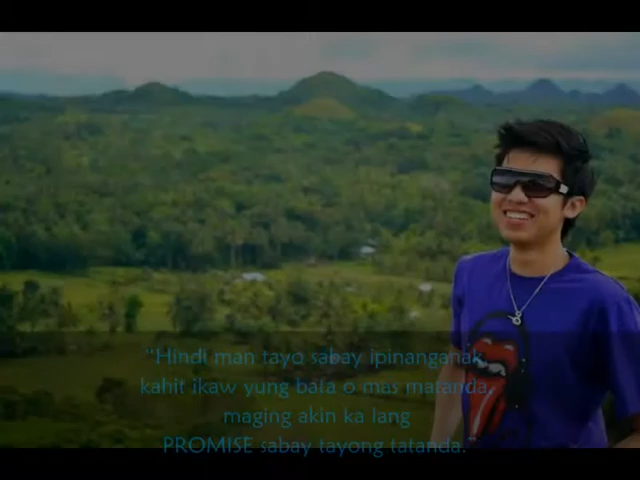 "Hindi man tayo sabay ipinanganak,
kahit ikaw yung bata o mas matanda,
maging akin ka lang
PROMISE sabay tayong tatanda."